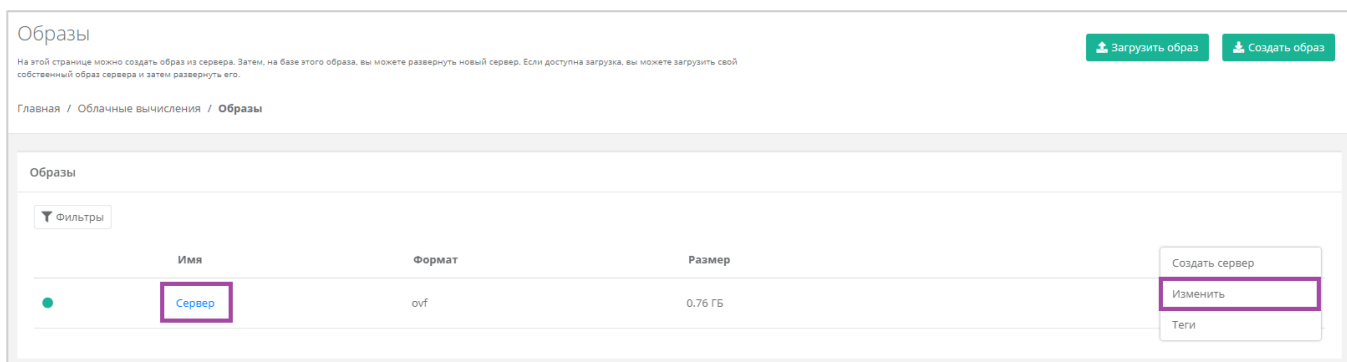 Образы
Загрузить образ
Создать образ
На этой странице можно создать образ из сервера. Затем, на базе этого образа, вы можете развернуть новый сервер. Если доступна загрузка, вы можете загрузить свой
собственный образ сервера и затем развернуть его.
Главная / Облачные вычисления / Образы
Образы
Фильтры
Имя Формат Размер
Создать сервер
Сервер ovf 0.76 ГБ
Изменить
Теги